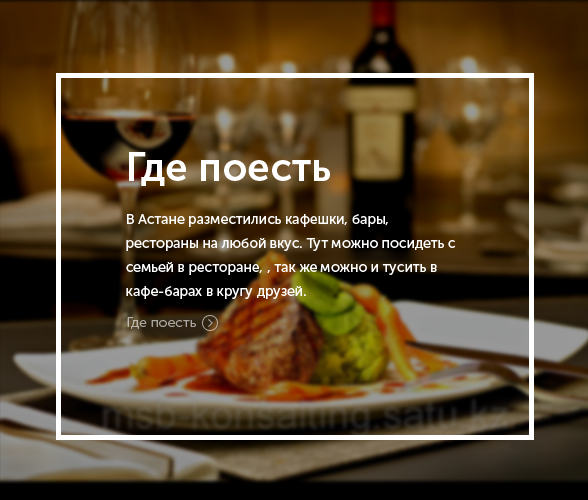 Где поесть
В Астане разместились кафешки, бары,
рестораны на любой вкус. Тут можно посидеть с
семьей в ресторане, , так же можно и тусить в
кафе-барах в кругу друзей.
Где поесть
msb-konsalting.satu.kz